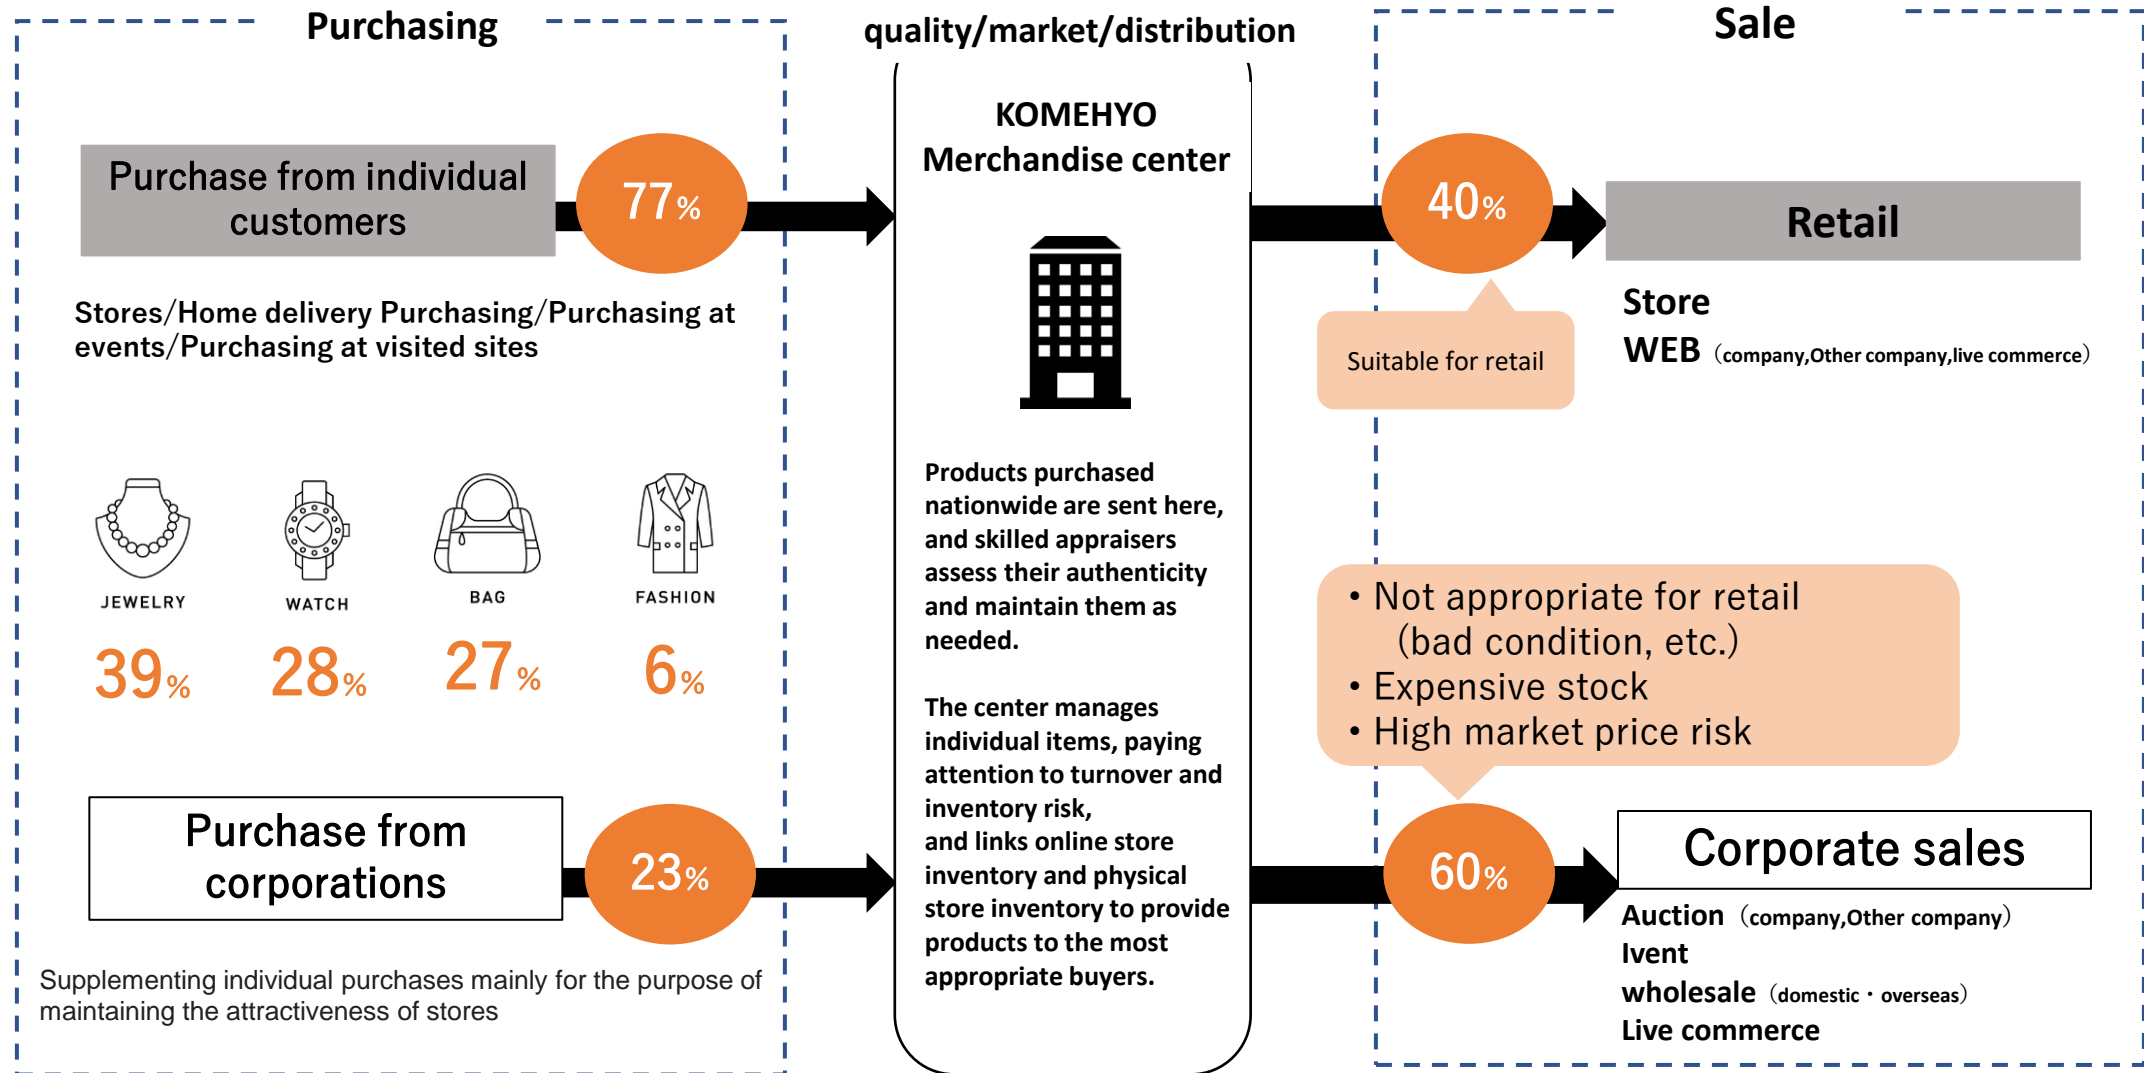 Purchasing
Purchase from individual
customers
77%
Stores/Home delivery Purchasing/Purchasing at
events/Purchasing at visited sites
JEWELRY
WATCH
BAG
FASHION
39%
28%
27%
6%
Purchase from
corporations
23%
Supplementing individual purchases mainly for the purpose of
maintaining the attractiveness of stores
quality/market/distribution
KOMEHYO
Merchandise center
Products purchased
nationwide are sent here,
and skilled appraisers
assess their authenticity
and maintain them as
needed.
The center manages
individual items, paying
attention to turnover and
inventory risk,
and links online store
inventory and physical
store inventory to provide
products to the most
appropriate buyers.
Sale
40%
Retail
Suitable for retail
Store
WEB（company,Other company,live commerce）
• Not appropriate for retail
（bad condition, etc.）
• Expensive stock
• High market price risk
60%
Corporate sales
Auction（company,Other company）
Ivent
wholesale（domestic・overseas）
Live commerce